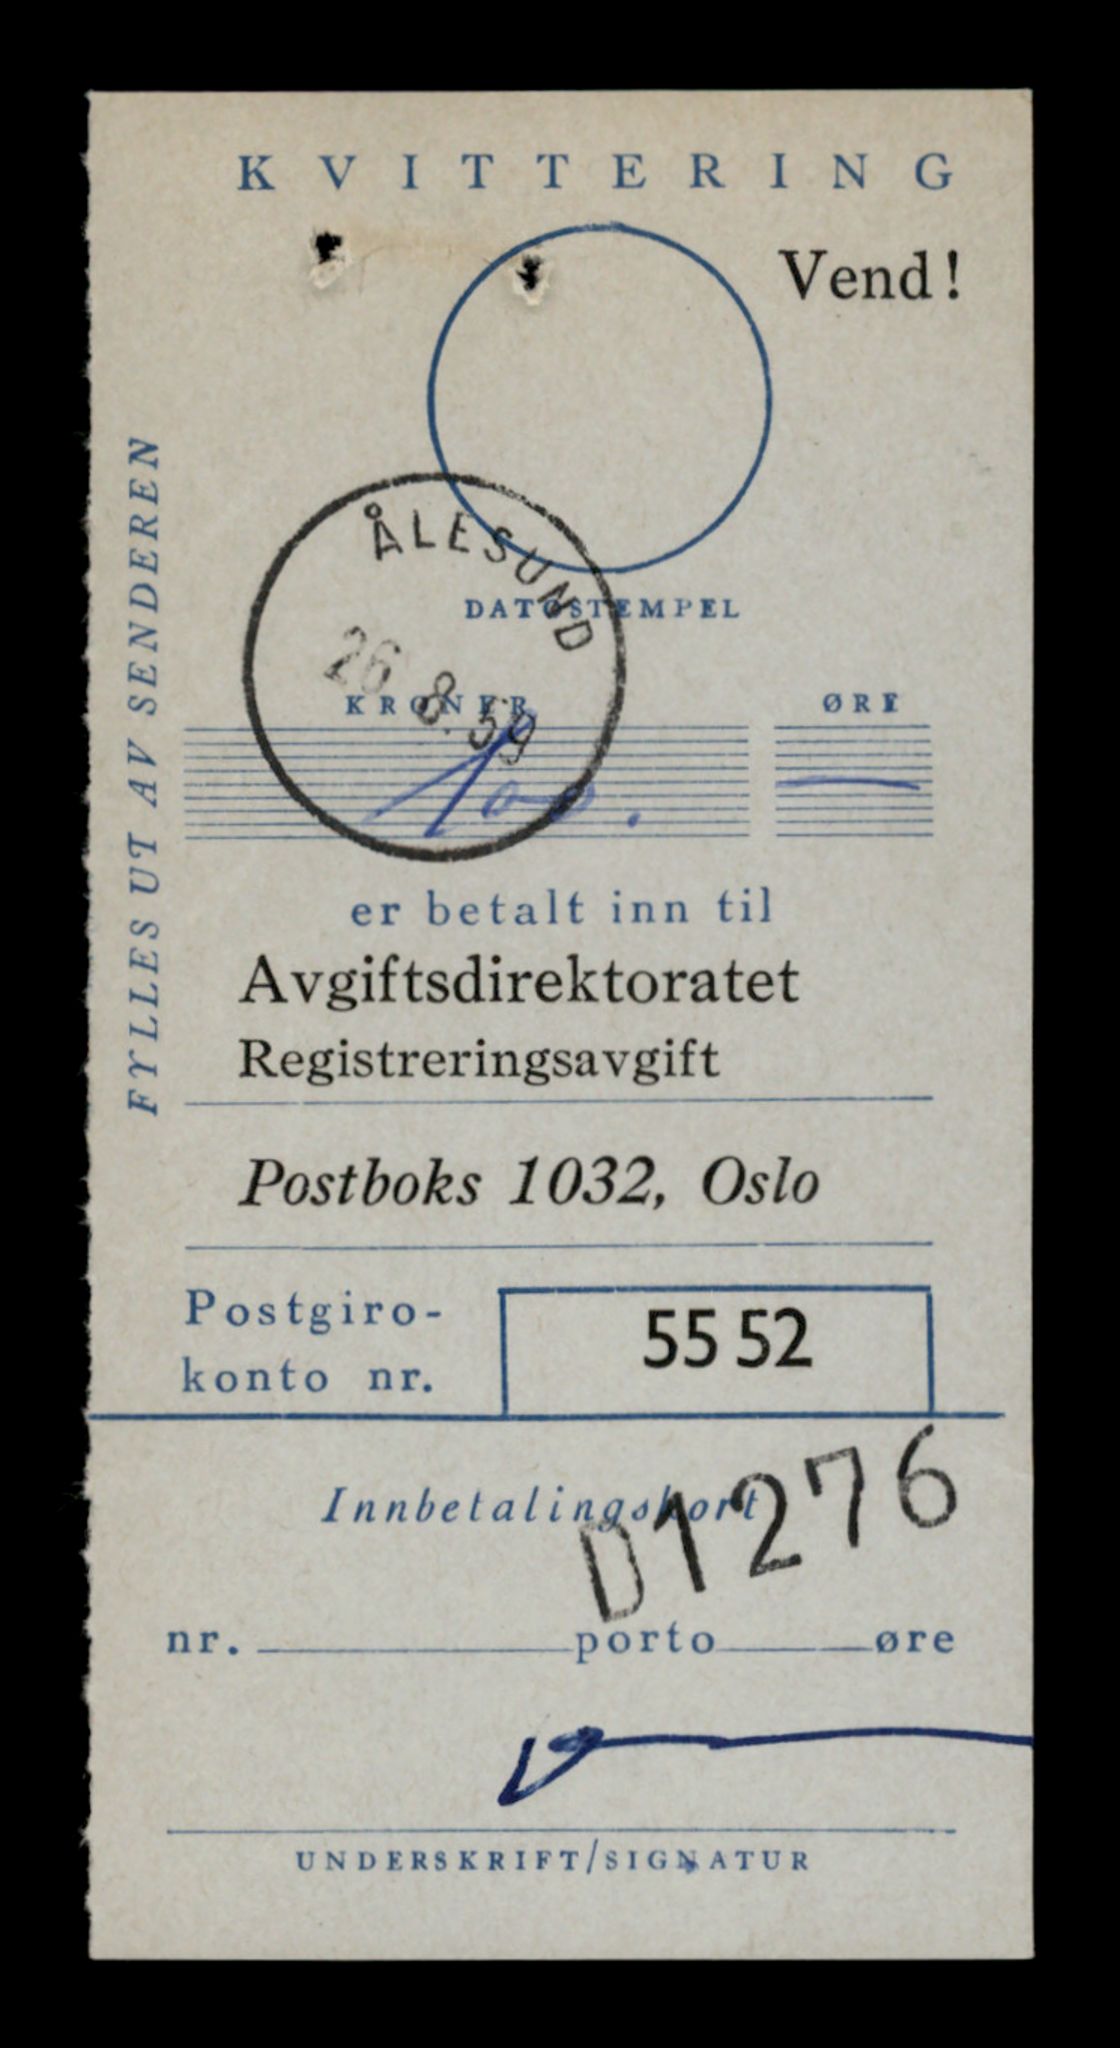 KVITTERING
Vend!
FYLLES UT AV SENDEREN
ÅLESUND
DATOSTEMPEL
26 8.59
KRONER
ØRE
100. —
er betalt inn til
Avgiftsdirektoratet
Registreringsavgift
Postboks 1032, Oslo
Postgiro-
konto nr.
55 52
Innbetalingskort
D1276
nr.
porto
øre
UNDERSKRIFT/SIGNATUR